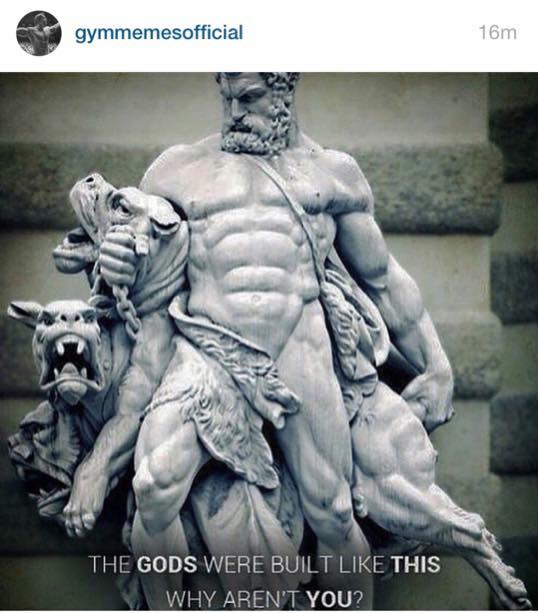 gymmemesofficial
16m
THE GODS WERE BUILT LIKE THIS
WHY AREN'T YOU?